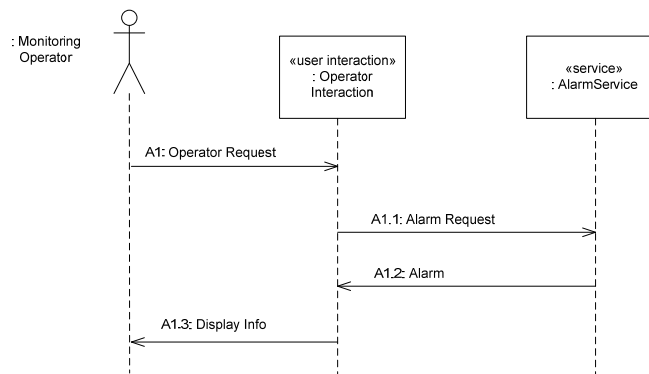 : Monitoring
Operator
«user interaction»
: Operator
Interaction
«service»
: AlarmService
A1: Operator Request
A1.1: Alarm Request
A1.2: Alarm
A1.3: Display Info